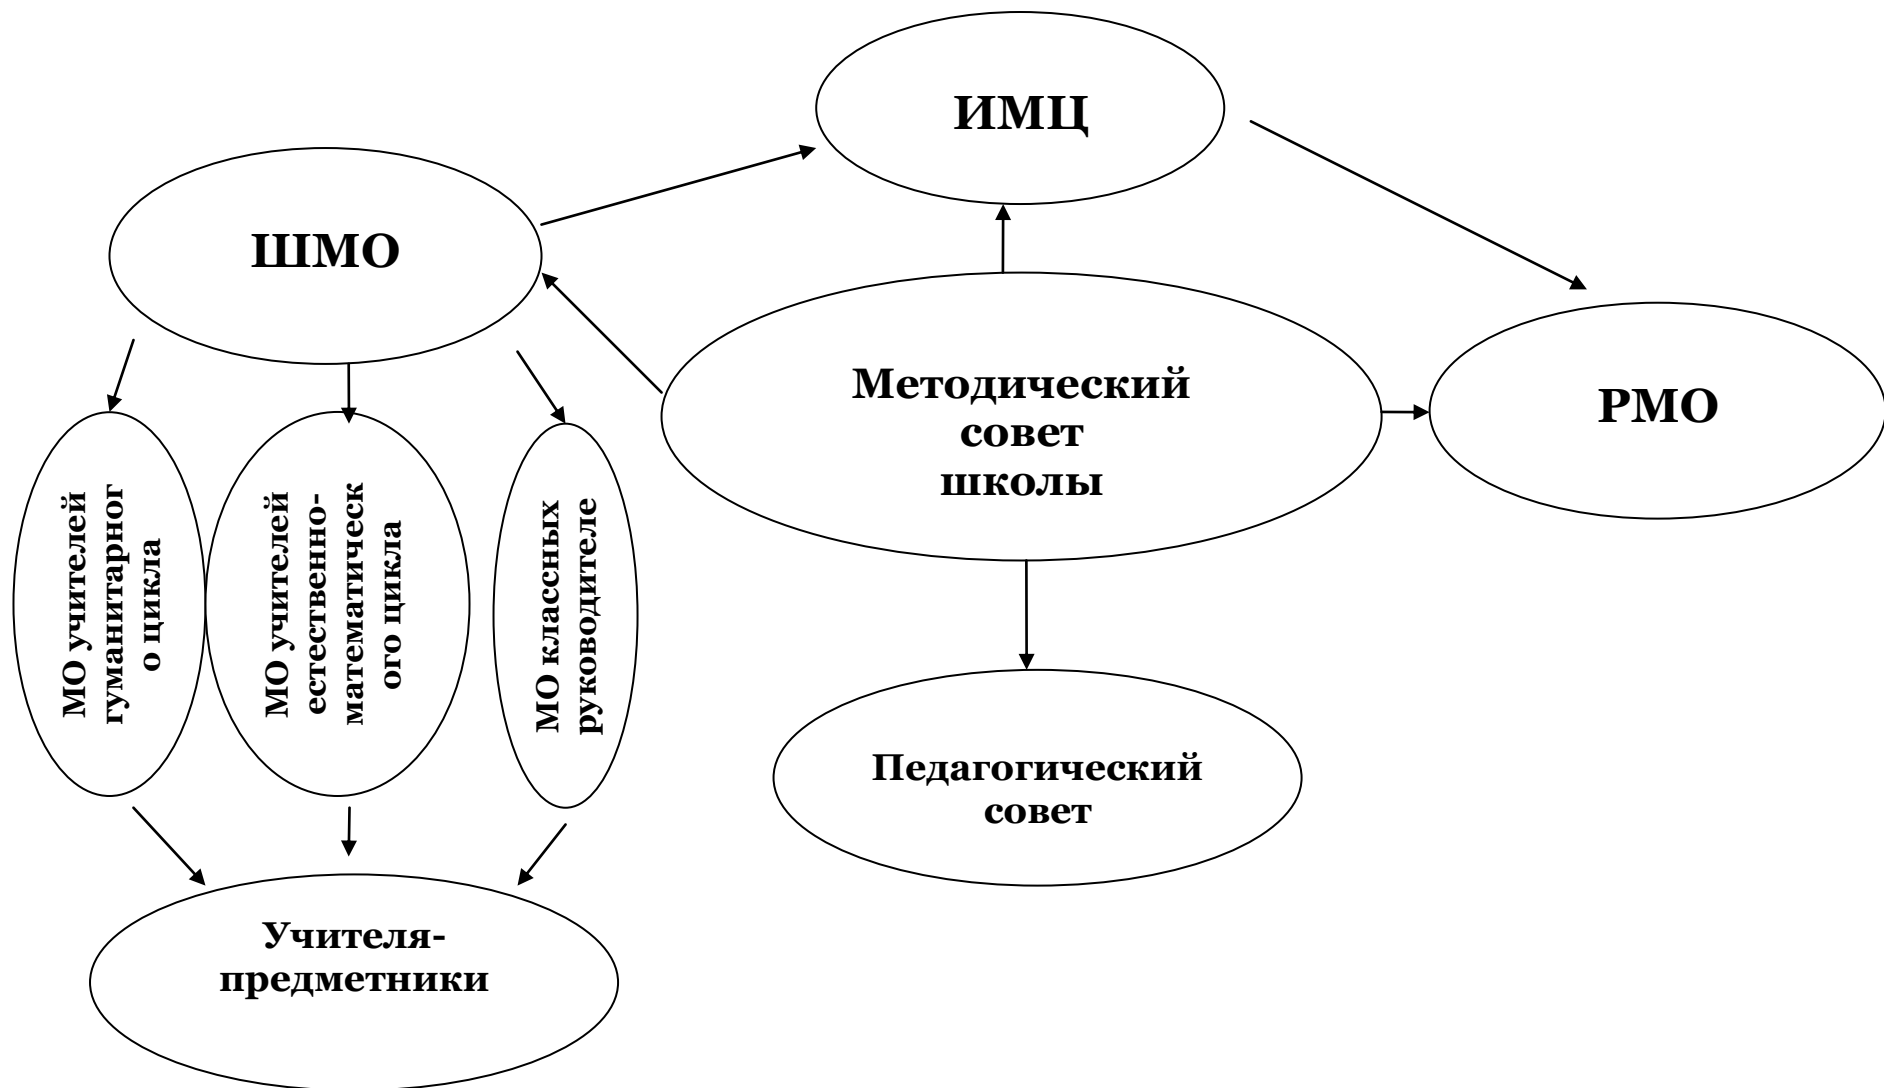 ИМЦ
ШМО
Методический
совет
школы
РМО
МО учителей
гуманитарног
о цикла
МО учителей
естественно-
математическ
ого цикла
МО классных
руководителе
Педагогический
совет
Учителя-
предметники